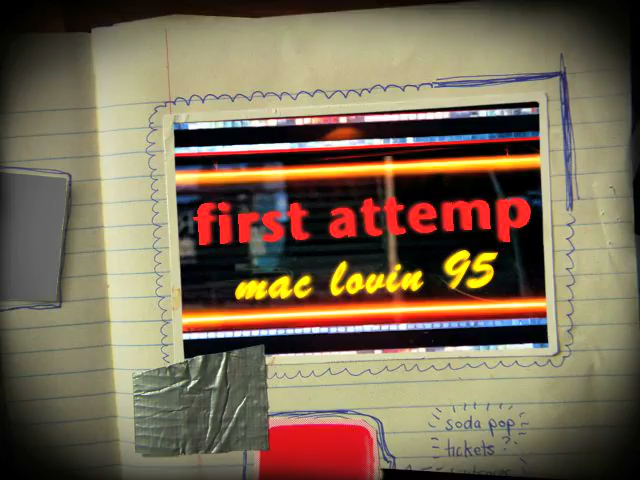 first attemp
mac lovin 95
soda pop
tickets?